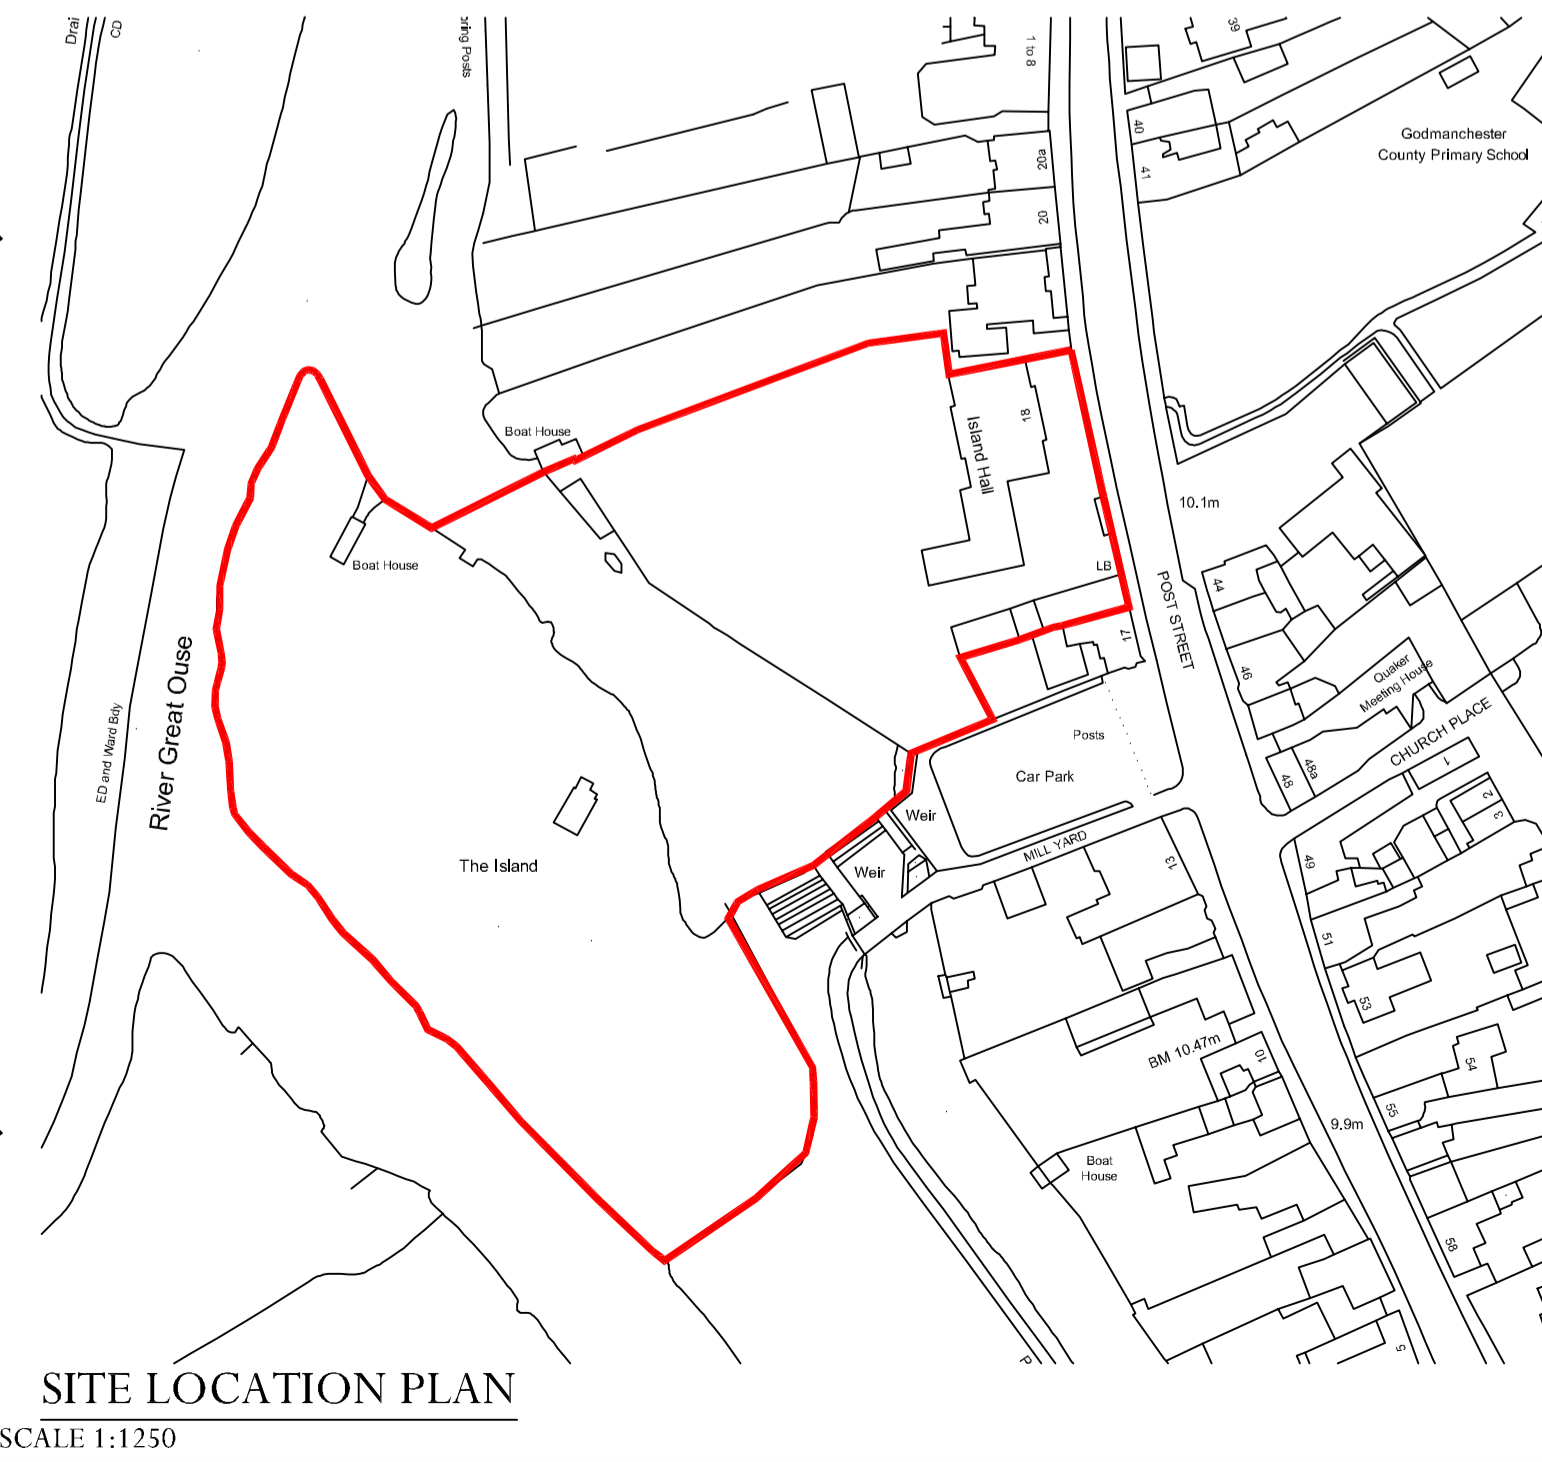 CD
1 to 8
39
40
41
Godmanchester
County Primary School
20a
20
Boat House
Island Hall
18
10.1m
Boat House
LB
POST STREET
17
44
46
Quaker
Meeting House
CHURCH PLACE
River Great Ouse
ED and Ward Bdy
Posts
Car Park
48
48a
1
2
3
Weir
Weir
MILL YARD
13
The Island
49
51
53
BM 10.47m
10
54
55
9.9m
Boat
House
58
5
SITE LOCATION PLAN
SCALE 1:1250